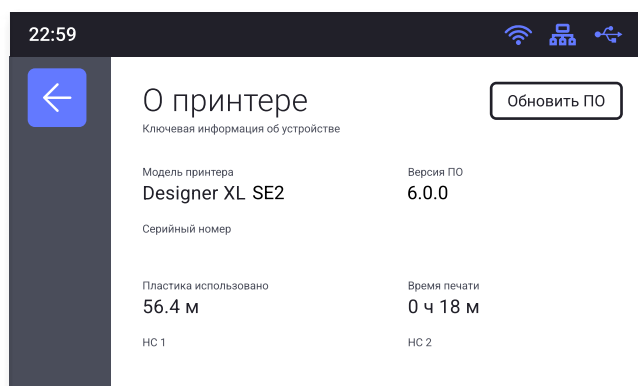 22:59
О принтере
Обновить ПО
Ключевая информация об устройстве
Модель принтера
Версия ПО
Designer XL SE2
6.0.0
Серийный номер
Пластика использовано
Время печати
56.4 м
0 ч 18 м
НС 1
НС 2